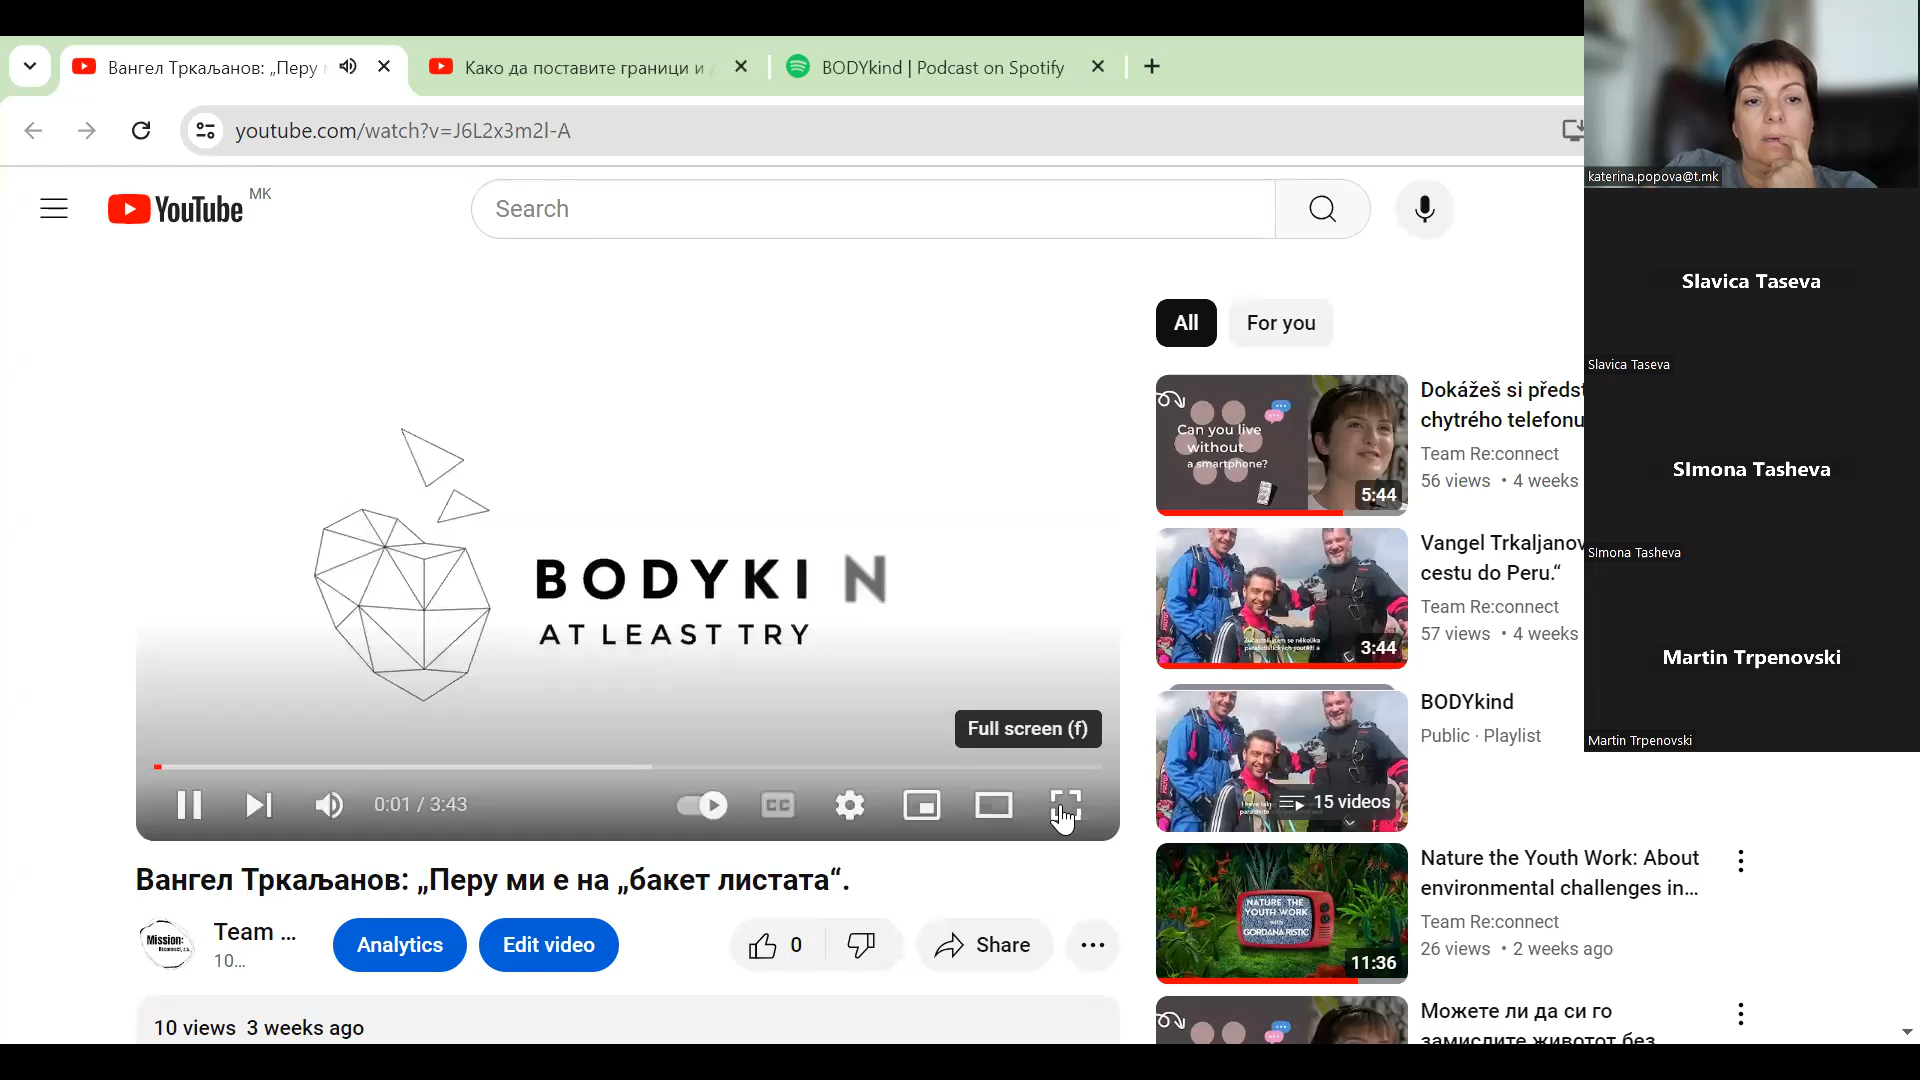 Вангел Тркаљанов: „Перу
Како да поставите граници и
BODYkind | Podcast on Spotify
youtube.com/watch?v=J6L2x3m2l-A
YouTube MK
Search
katerina.popova@t.mk
Slavica Taseva
Slavica Taseva
SImona Tasheva
SImona Tasheva
Martin Trpenovski
Martin Trpenovski
BODYKIN
AT LEAST TRY
Full screen (f)
0:01 / 3:43
CC
Вангел Тркаљанов: „Перу ми е на „бакет листата“.
Mission:
Reconnect, z.s.
Team ...
10...
Analytics
Edit video
0
Share
10 views 3 weeks ago
All
For you
Can you live
without
a smartphone?
5:44
Dokážeš si předst
chytrého telefonu
Team Re:connect
56 views • 4 weeks
3:44
Vangel Trkaljanov
cestu do Peru.“
Team Re:connect
57 views • 4 weeks
15 videos
BODYkind
Public · Playlist
NATURE THE
YOUTH WORK
WITH
GORDANA RISTIC
11:36
Nature the Youth Work: About
environmental challenges in...
Team Re:connect
26 views • 2 weeks ago
Можете ли да си го
замислите животот без